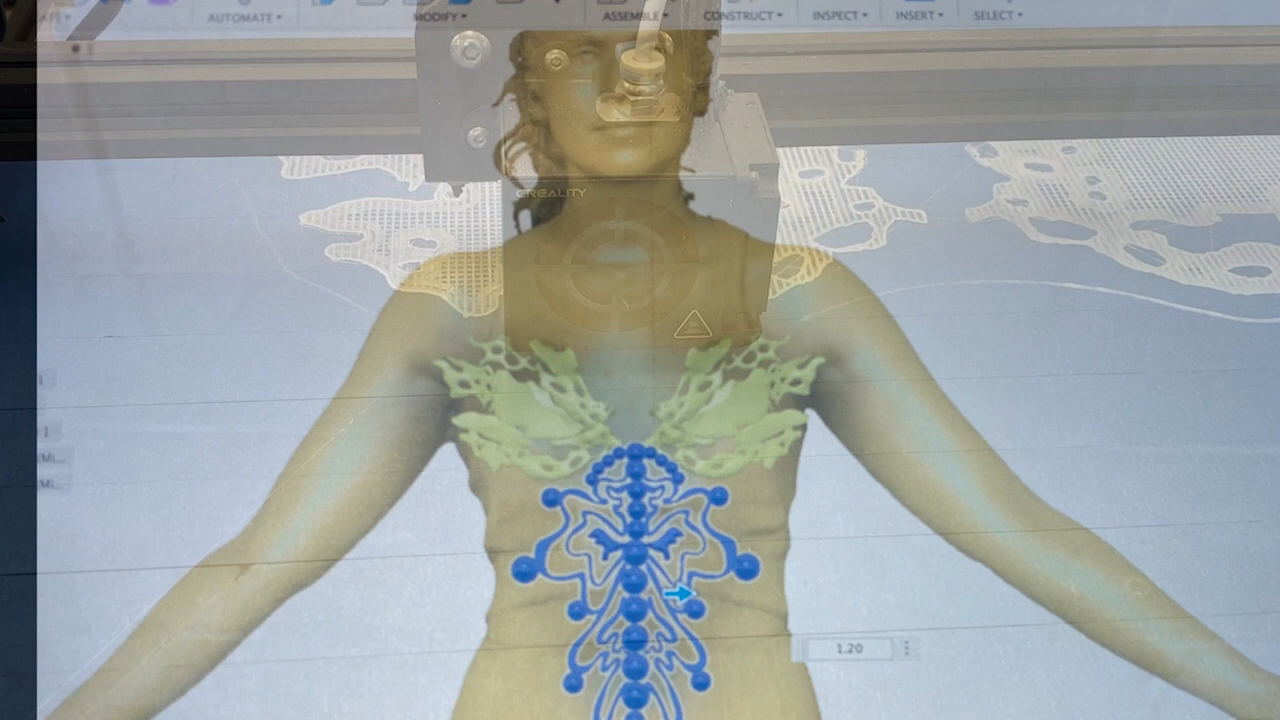 AUTOMATE MODIFY ASSEMBLE CONSTRUCT INSPECT INSERT SELECT
CREALITY
1.20